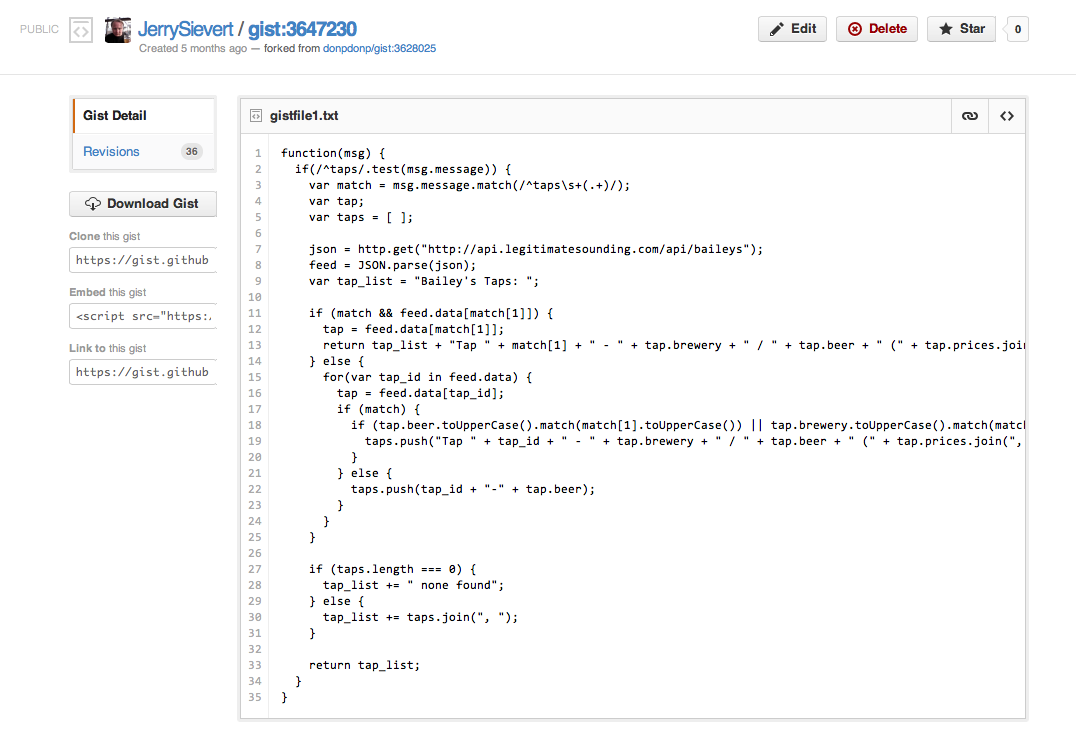 PUBLIC JerrySievert / gist:3647230
Created 5 months ago — forked from donpdonp/gist:3628025
Edit Delete Star 0
Gist Detail
Revisions 36
Download Gist
Clone this gist
https://gist.github
Embed this gist
<script src="https:/
Link to this gist
https://gist.github
gistfile1.txt
1 function(msg) {
2 if(/^taps/.test(msg.message)) {
3 var match = msg.message.match(/^taps\s+(.+)/);
4 var tap;
5 var taps = [ ];
6
7 json = http.get("http://api.legitimatesounding.com/api/baileys");
8 feed = JSON.parse(json);
9 var tap_list = "Bailey's Taps: ";
10
11 if (match && feed.data[match[1]]) {
12 tap = feed.data[match[1]];
13 return tap_list + "Tap " + match[1] + " - " + tap.brewery + " / " + tap.beer + " (" + tap.prices.joi
14 } else {
15 for(var tap_id in feed.data) {
16 tap = feed.data[tap_id];
17 if (match) {
18 if (tap.beer.toUpperCase().match(match[1].toUpperCase()) || tap.brewery.toUpperCase().match(matc
19 taps.push("Tap " + tap_id + " - " + tap.brewery + " / " + tap.beer + " (" + tap.prices.join(",
20 }
21 } else {
22 taps.push(tap_id + "-" + tap.beer);
23 }
24 }
25 }
26
27 if (taps.length === 0) {
28 tap_list += " none found";
29 } else {
30 tap_list += taps.join(", ");
31 }
32
33 return tap_list;
34 }
35 }